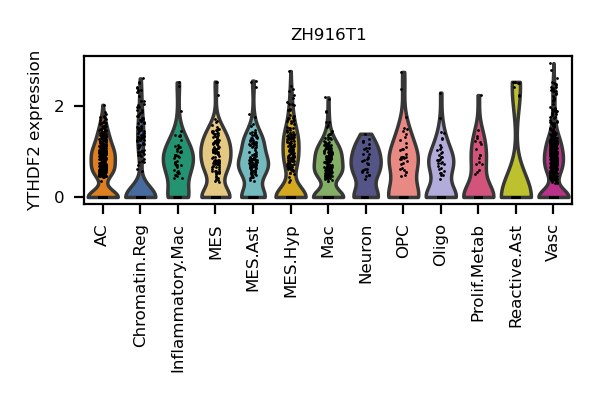 ZH916T1
YTHDF2 expression
2
0
AC
Chromatin.Reg
Inflammatory.Mac
MES
MES.Ast
MES.Hyp
Mac
Neuron
OPC
Oligo
Prolif.Metab
Reactive.Ast
Vasc